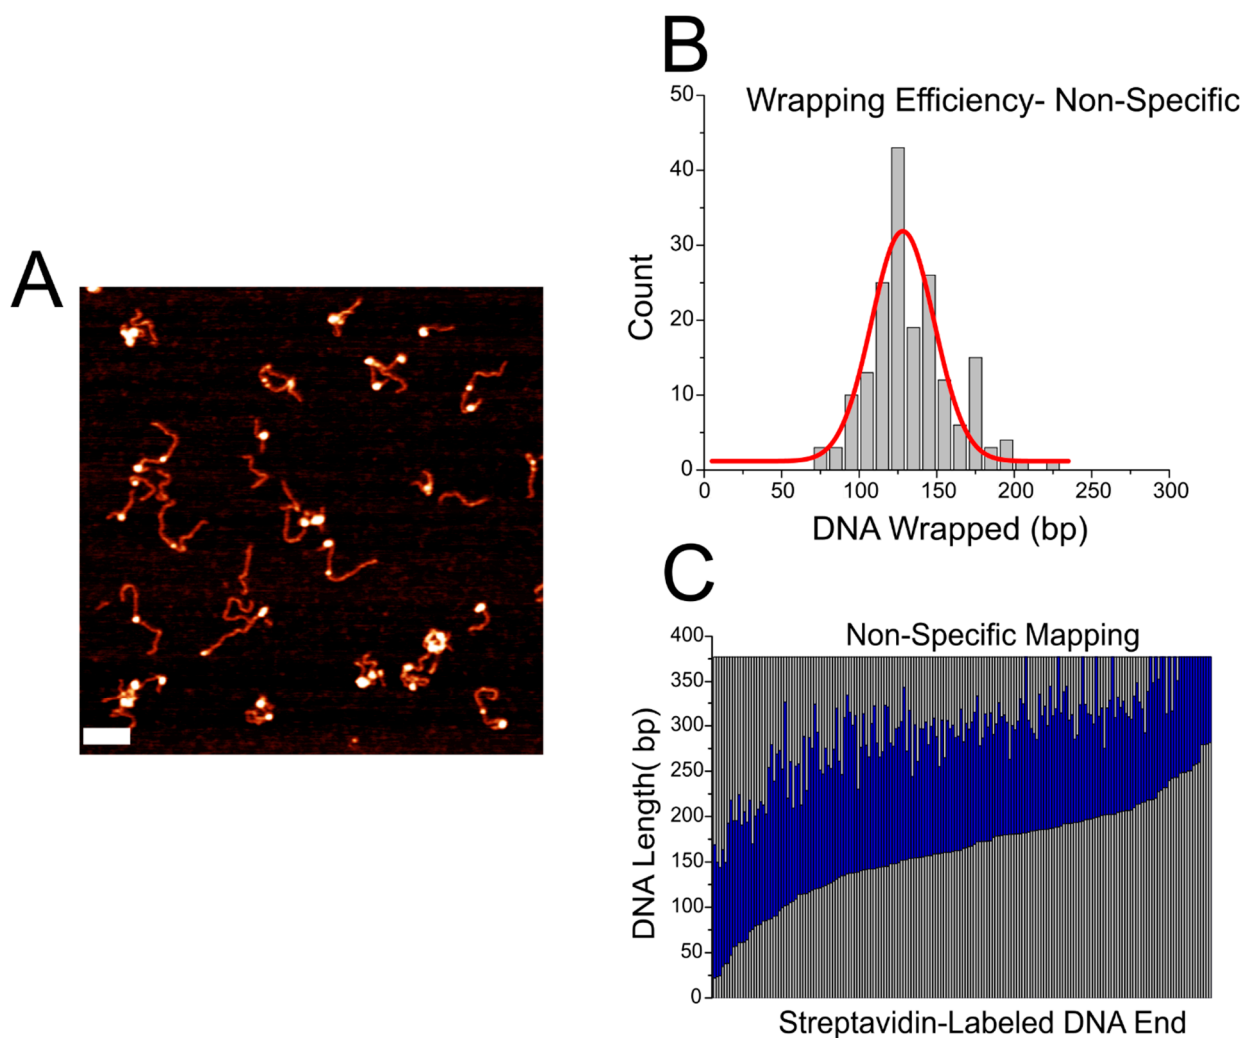 A
B
Wrapping Efficiency- Non-Specific
50
40
30
20
10
0
Count
0 50 100 150 200 250 300
DNA Wrapped (bp)
C
Non-Specific Mapping
400
350
300
250
200
150
100
50
0
DNA Length( bp)
Streptavidin-Labeled DNA End